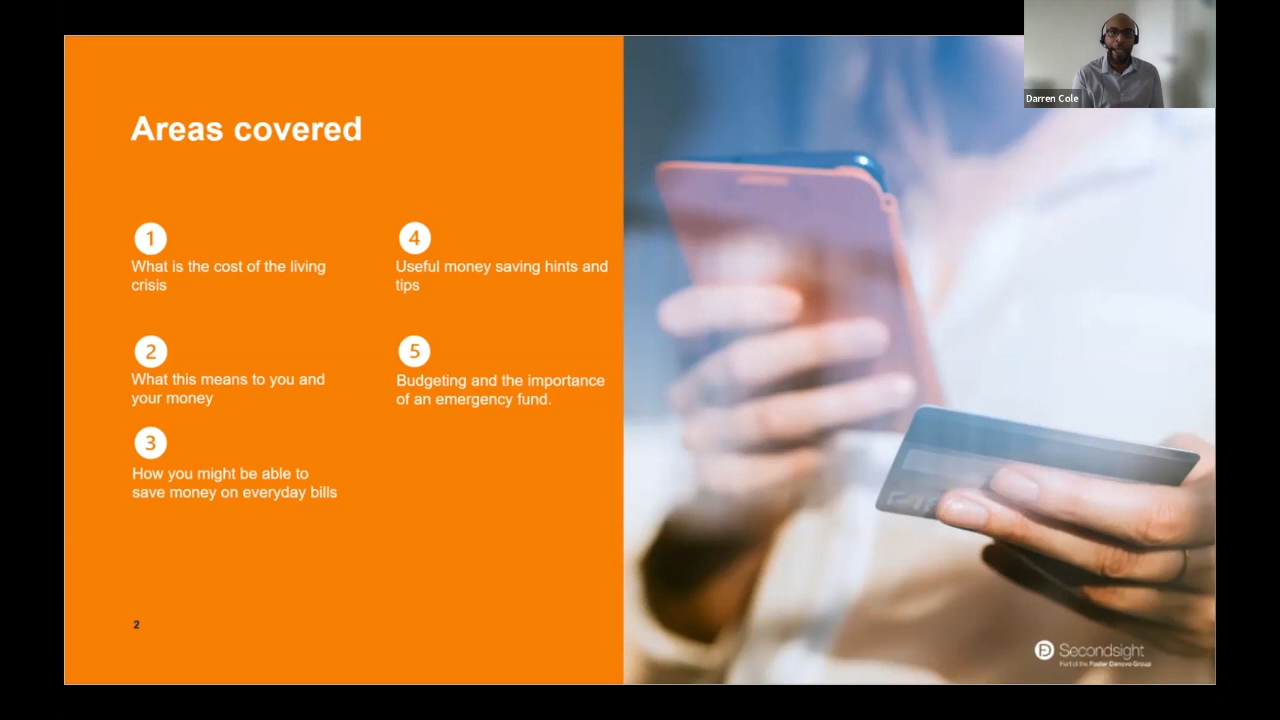 Darren Cole
Areas covered
1
What is the cost of the living
crisis
2
What this means to you and
your money
3
How you might be able to
save money on everyday bills
4
Useful money saving hints and
tips
5
Budgeting and the importance
of an emergency fund.
2
Secondsight
Part of the Foster Denovo Group